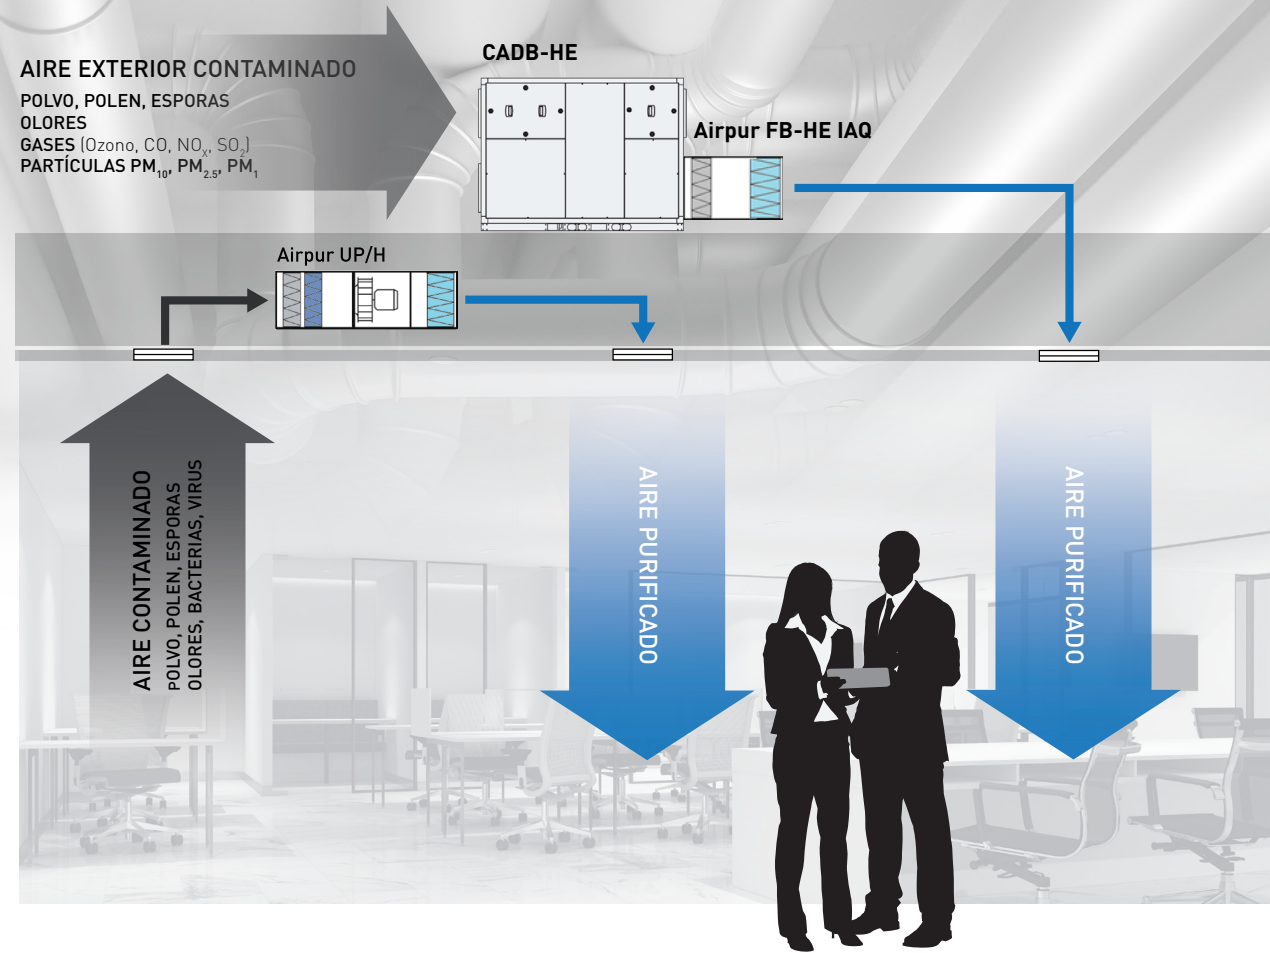 CADB-HE
AIRE EXTERIOR CONTAMINADO
POLVO, POLEN, ESPORAS
OLORES
GASES (Ozono, CO, NOₓ, SO₂)
PARTÍCULAS PM₁₀, PM₂.₅, PM₁
Airpur FB-HE IAQ
Airpur UP/H
AIRE CONTAMINADO
POLVO, POLEN, ESPORAS
OLORES, BACTERIAS, VIRUS
AIRE PURIFICADO
AIRE PURIFICADO